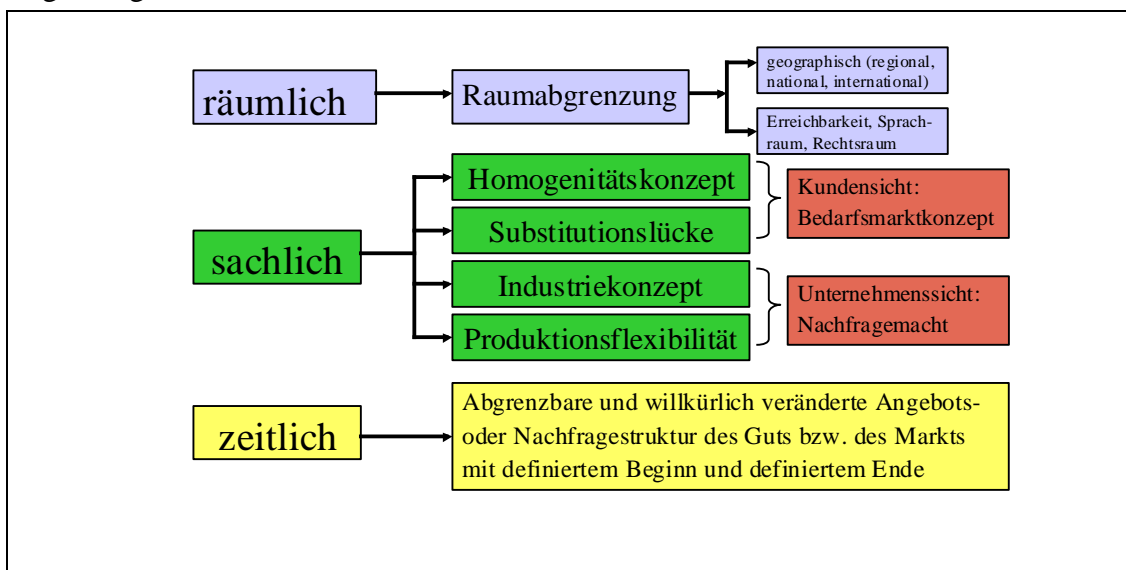 räumlich
Raumabgrenzung
geographisch (regional,
national, international)
Erreichbarkeit, Sprach-
raum, Rechtsraum
sachlich
Homogenitätskonzept
Substitutionslücke
Industriekonzept
Produktionsflexibilität
Kundensicht:
Bedarfsmarktkonzept
Unternehmenssicht:
Nachfragemacht
zeitlich
Abgrenzbare und willkürlich veränderte Angebots-
oder Nachfragestruktur des Guts bzw. des Markts
mit definiertem Beginn und definiertem Ende